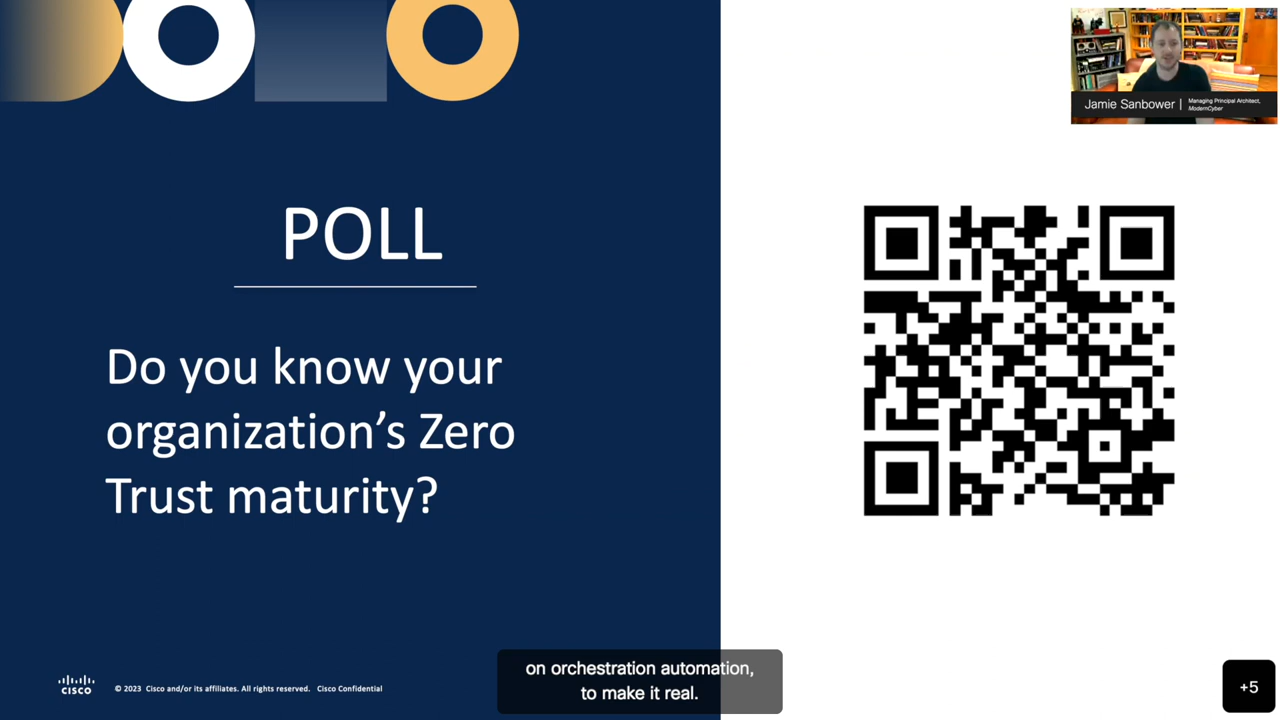 Jamie Sanbower |
Managing Principal Architect,
ModernCyber
POLL
Do you know your
organization’s Zero
Trust maturity?
on orchestration automation,
to make it real.
CISCO
© 2023 Cisco and/or its affiliates. All rights reserved. Cisco Confidential
+5